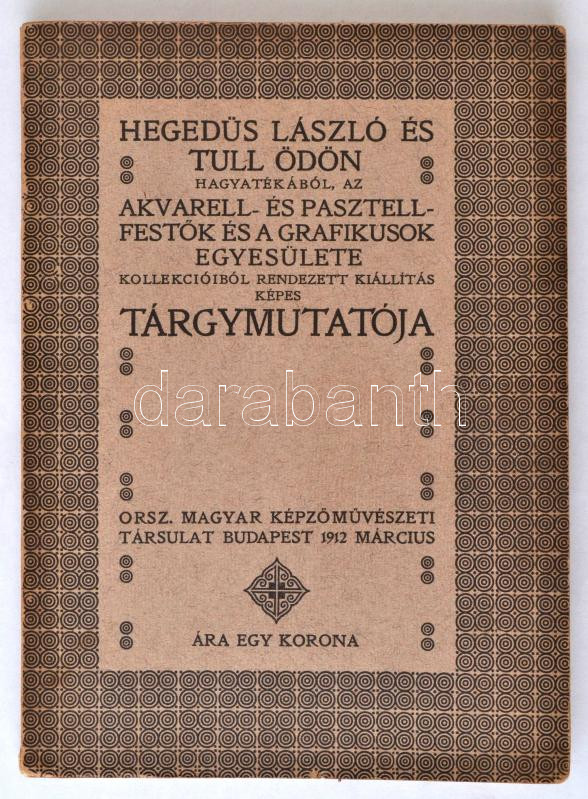 HEGEDÜS LÁSZLÓ ÉS
TULL ÖDÖN
HAGYATÉKÁBÓL, AZ
AKVARELL- ÉS PASZTELL-
FESTŐK ÉS A GRAFIKUSOK
EGYESÜLETE
KOLLEKCIÓIBÓL RENDEZETT KIÁLLÍTÁS
KÉPES
TÁRGYMUTATÓJA
darabanth
ORSZ. MAGYAR KÉPZŐMŰVÉSZETI
TÁRSULAT BUDAPEST 1912 MÁRCIUS
ÁRA EGY KORONA